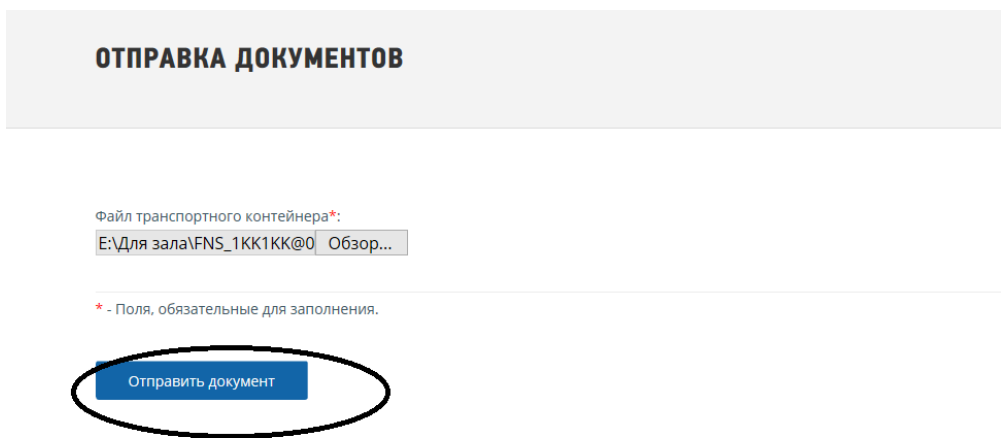 ОТПРАВКА ДОКУМЕНТОВ
Файл транспортного контейнера*:
E:\Для зала\FNS_1KK1KK@0 Обзор...
* - Поля, обязательные для заполнения.
Отправить документ